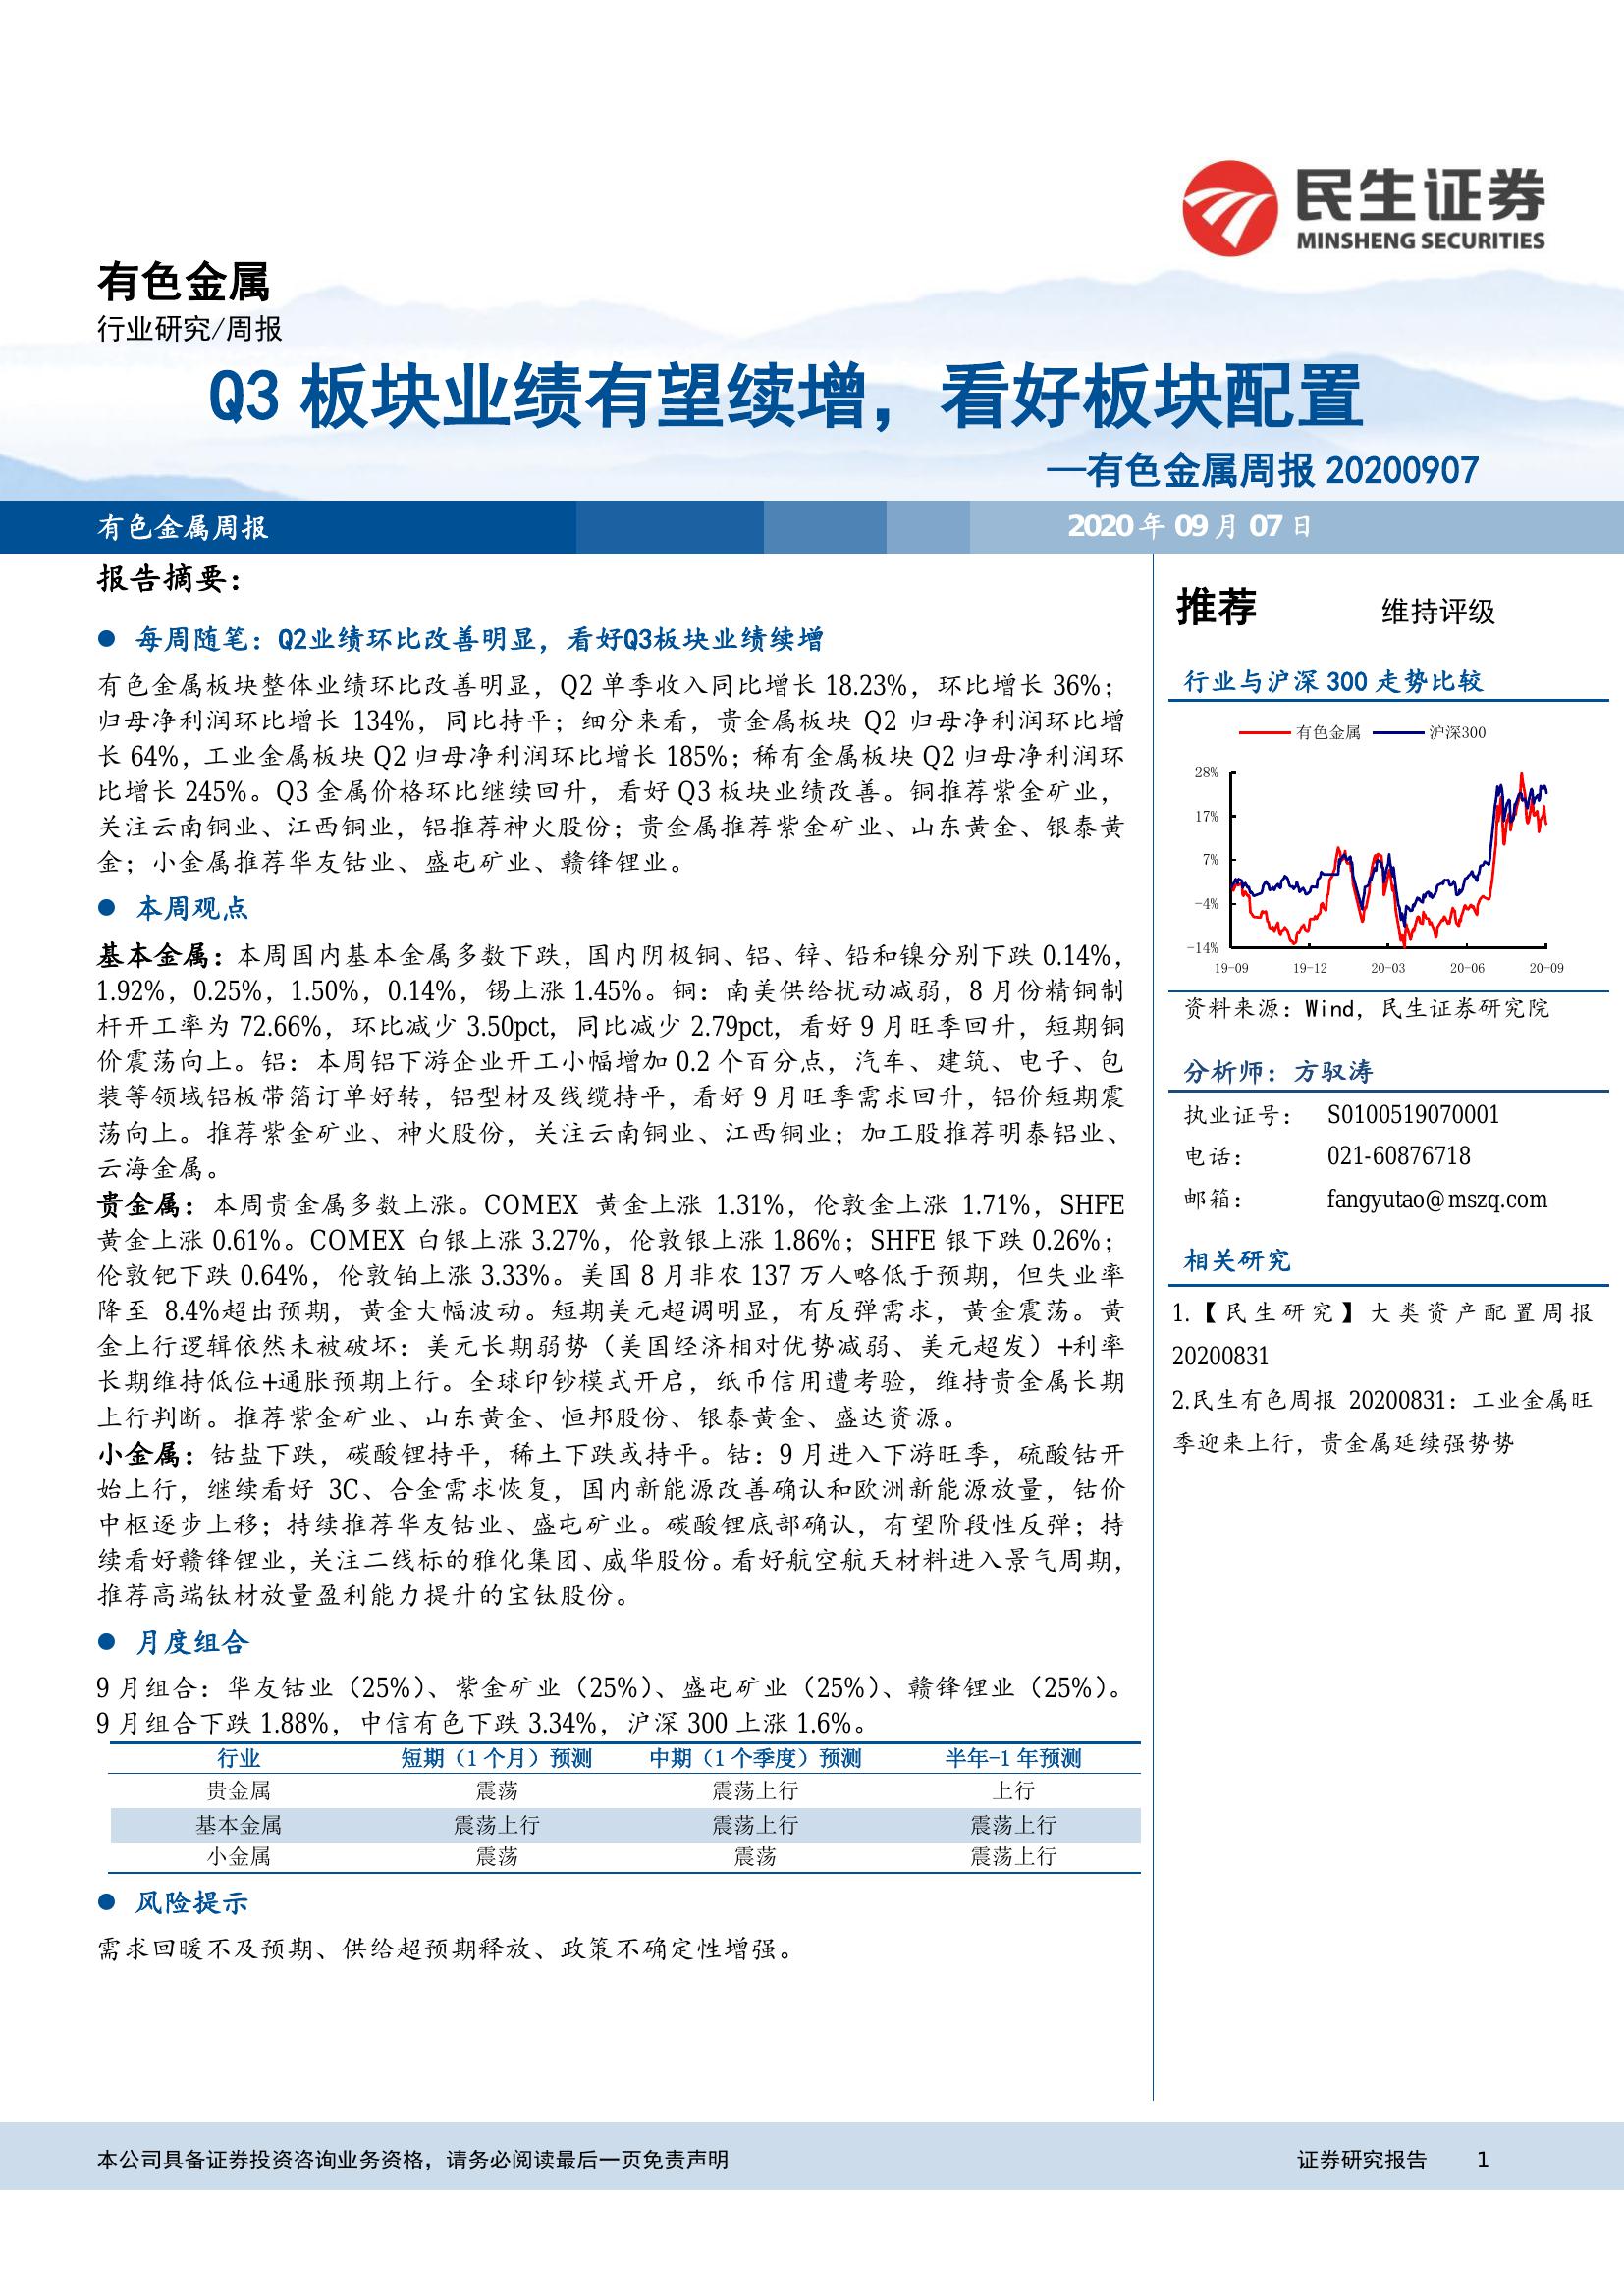 民生证券
MINSHENG SECURITIES
有色金属
行业研究/周报
Q3 板块业绩有望续增，看好板块配置
—有色金属周报 20200907
有色金属周报
2020 年 09 月 07 日
报告摘要：
● 每周随笔：Q2业绩环比改善明显，看好Q3板块业绩续增
有色金属板块整体业绩环比改善明显，Q2 单季收入同比增长 18.23%，环比增长 36%；
归母净利润环比增长 134%，同比持平；细分来看，贵金属板块 Q2 归母净利润环比增
长 64%，工业金属板块 Q2 归母净利润环比增长 185%；稀有金属板块 Q2 归母净利润环
比增长 245%。Q3 金属价格环比继续回升，看好 Q3 板块业绩改善。铜推荐紫金矿业，
关注云南铜业、江西铜业，铝推荐神火股份；贵金属推荐紫金矿业、山东黄金、银泰黄
金；小金属推荐华友钴业、盛屯矿业、赣锋锂业。
● 本周观点
基本金属：本周国内基本金属多数下跌，国内阴极铜、铝、锌、铅和镍分别下跌 0.14%，
1.92%，0.25%，1.50%，0.14%，锡上涨 1.45%。铜：南美供给扰动减弱，8 月份精铜制
杆开工率为 72.66%，环比减少 3.50pct，同比减少 2.79pct，看好 9 月旺季回升，短期铜
价震荡向上。铝：本周铝下游企业开工小幅增加 0.2 个百分点，汽车、建筑、电子、包
装等领域铝板带箔订单好转，铝型材及线缆持平，看好 9 月旺季需求回升，铝价短期震
荡向上。推荐紫金矿业、神火股份，关注云南铜业、江西铜业；加工股推荐明泰铝业、
云海金属。
贵金属：本周贵金属多数上涨。COMEX 黄金上涨 1.31%，伦敦金上涨 1.71%，SHFE
黄金上涨 0.61%。COMEX 白银上涨 3.27%，伦敦银上涨 1.86%；SHFE 银下跌 0.26%；
伦敦钯下跌 0.64%，伦敦铂上涨 3.33%。美国 8 月非农 137 万人略低于预期，但失业率
降至 8.4%超出预期，黄金大幅波动。短期美元超调明显，有反弹需求，黄金震荡。黄
金上行逻辑依然未被破坏：美元长期弱势（美国经济相对优势减弱、美元超发）+利率
长期维持低位+通胀预期上行。全球印钞模式开启，纸币信用遭考验，维持贵金属长期
上行判断。推荐紫金矿业、山东黄金、恒邦股份、银泰黄金、盛达资源。
小金属：钴盐下跌，碳酸锂持平，稀土下跌或持平。钴：9 月进入下游旺季，硫酸钴开
始上行，继续看好 3C、合金需求恢复，国内新能源改善确认和欧洲新能源放量，钴价
中枢逐步上移；持续推荐华友钴业、盛屯矿业。碳酸锂底部确认，有望阶段性反弹；持
续看好赣锋锂业，关注二线标的雅化集团、威华股份。看好航空航天材料进入景气周期，
推荐高端钛材放量盈利能力提升的宝钛股份。
● 月度组合
9 月组合：华友钴业（25%）、紫金矿业（25%）、盛屯矿业（25%）、赣锋锂业（25%）。
9 月组合下跌 1.88%，中信有色下跌 3.34%，沪深 300 上涨 1.6%。
行业 短期（1 个月）预测 中期（1 个季度）预测 半年-1 年预测
贵金属 震荡 震荡上行 上行
基本金属 震荡上行 震荡上行 震荡上行
小金属 震荡 震荡 震荡上行
● 风险提示
需求回暖不及预期、供给超预期释放、政策不确定性增强。
推荐 维持评级
行业与沪深 300 走势比较
有色金属 沪深300
28%
17%
7%
-4%
-14%
19-09 19-12 20-03 20-06 20-09
资料来源：Wind，民生证券研究院
分析师：方驭涛
执业证号： S0100519070001
电话： 021-60876718
邮箱： fangyutao@mszq.com
相关研究
1.【民生研究】大类资产配置周报
20200831
2.民生有色周报 20200831：工业金属旺
季迎来上行，贵金属延续强势势
本公司具备证券投资咨询业务资格，请务必阅读最后一页免责声明
证券研究报告 1